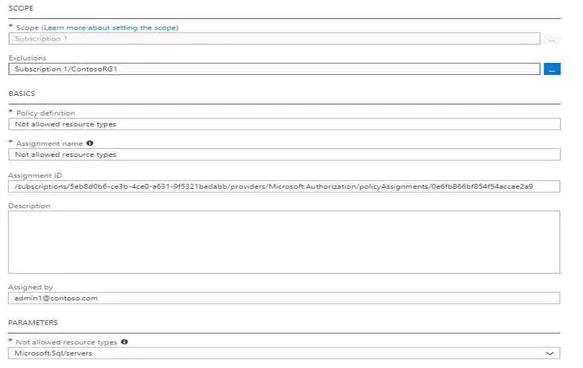 SCOPE
* Scope (Learn more about setting the scope)
Subscription 1
...
Exclusions
Subscription 1/ContosoRG1
...
BASICS
* Policy definition
Not allowed resource types
* Assignment name
Not allowed resource types
Assignment ID
/subscriptions/5eb8d0b6-ce3b-4ce0-a631-9f5321bedabb/providers/Microsoft.Authorization/policyAssignments/0e6fb866bf854f54accae2a9
Description
Assigned by
admin1@contoso.com
PARAMETERS
* Not allowed resource types
Microsoft.Sql/servers